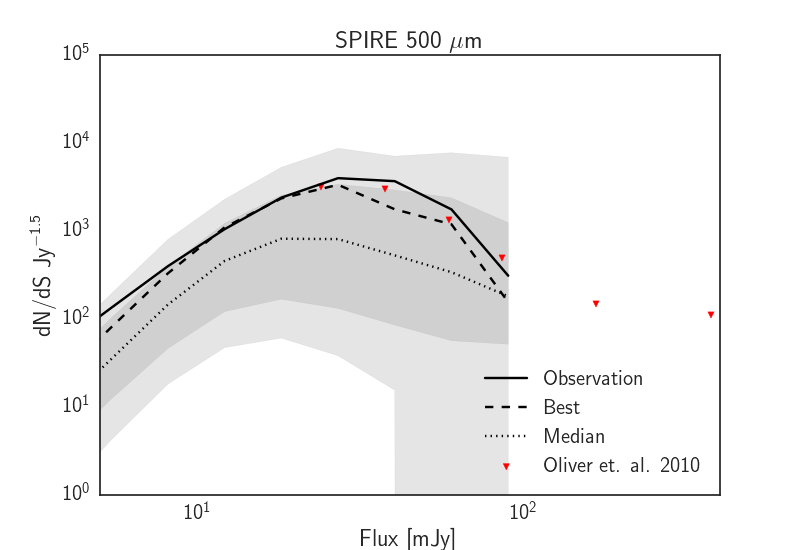 SPIRE 500 μm
10^5
10^4
10^3
10^2
10^1
10^0
dN/dS Jy^−1.5
Observation
Best
Median
Oliver et. al. 2010
10^1
10^2
Flux [mJy]